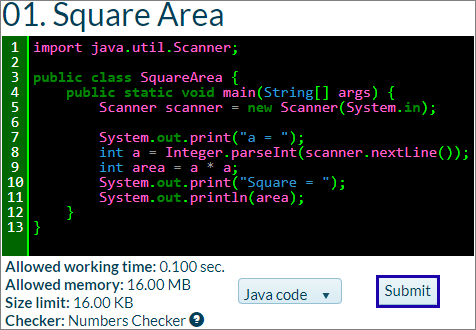 01. Square Area
1 import java.util.Scanner;
2
3 public class SquareArea {
4 public static void main(String[] args) {
5 Scanner scanner = new Scanner(System.in);
6
7 System.out.print("a = ");
8 int a = Integer.parseInt(scanner.nextLine());
9 int area = a * a;
10 System.out.print("Square = ");
11 System.out.println(area);
12 }
13 }
Allowed working time: 0.100 sec.
Allowed memory: 16.00 MB
Size limit: 16.00 KB
Checker: Numbers Checker ?
Java code
Submit